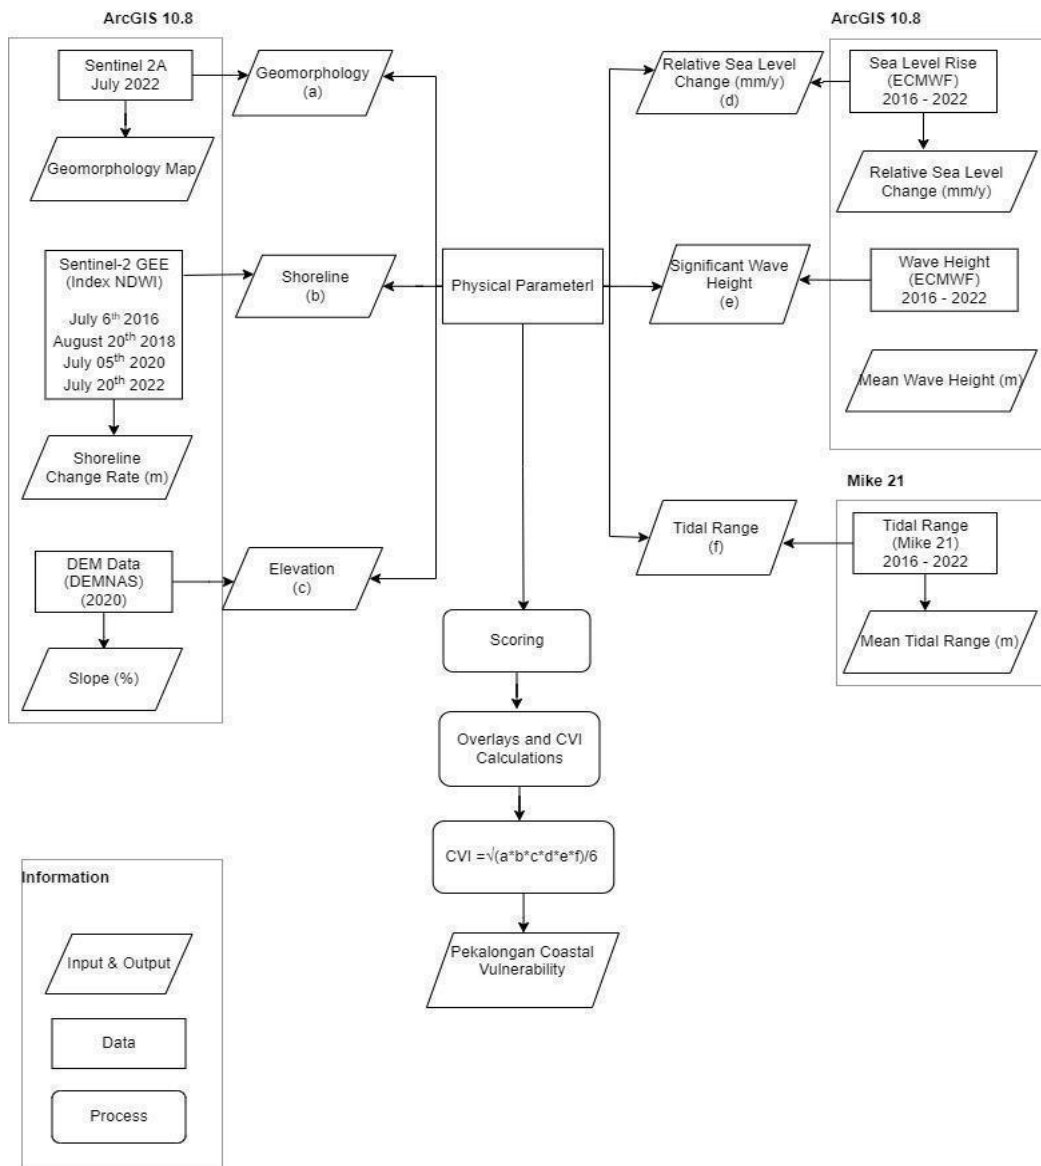 ArcGIS 10.8
Sentinel 2A
July 2022
Geomorphology
(a)
Geomorphology Map
Sentinel-2 GEE
(Index NDWI)
July 6th 2016
August 20th 2018
July 05th 2020
July 20th 2022
Shoreline
(b)
Shoreline
Change Rate (m)
DEM Data
(DEMNAS)
(2020)
Elevation
(c)
Slope (%)
Physical Parameterl
ArcGIS 10.8
Relative Sea Level
Change (mm/y)
(d)
Sea Level Rise
(ECMWF)
2016 - 2022
Relative Sea Level
Change (mm/y)
Significant Wave
Height
(e)
Wave Height
(ECMWF)
2016 - 2022
Mean Wave Height (m)
Mike 21
Tidal Range
(f)
Tidal Range
(Mike 21)
2016 - 2022
Mean Tidal Range (m)
Scoring
Overlays and CVI
Calculations
CVI =√(a*b*c*d*e*f)/6
Pekalongan Coastal
Vulnerability
Information
Input & Output
Data
Process